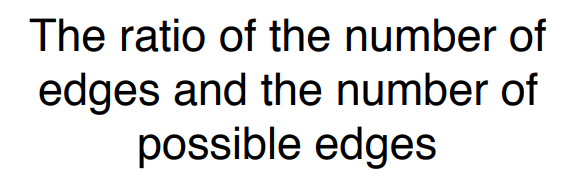 The ratio of the number of
edges and the number of
possible edges